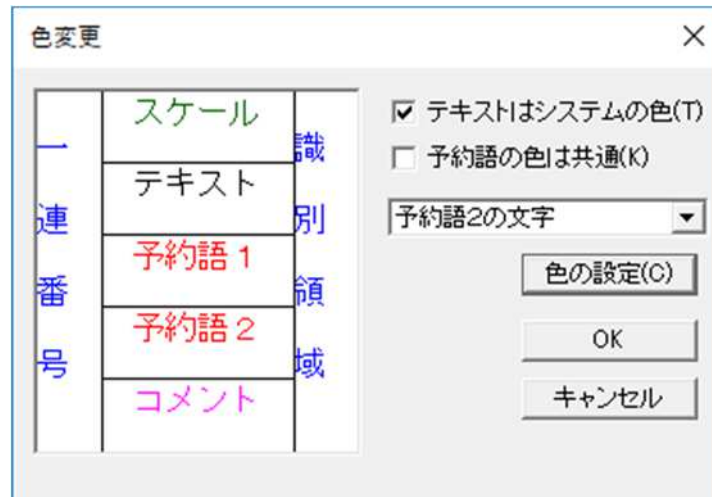 色変更
一連番号
スケール
テキスト
予約語1
予約語2
コメント
識別領域
テキストはシステムの色(T)
予約語の色は共通(K)
予約語2の文字
色の設定(C)
OK
キャンセル